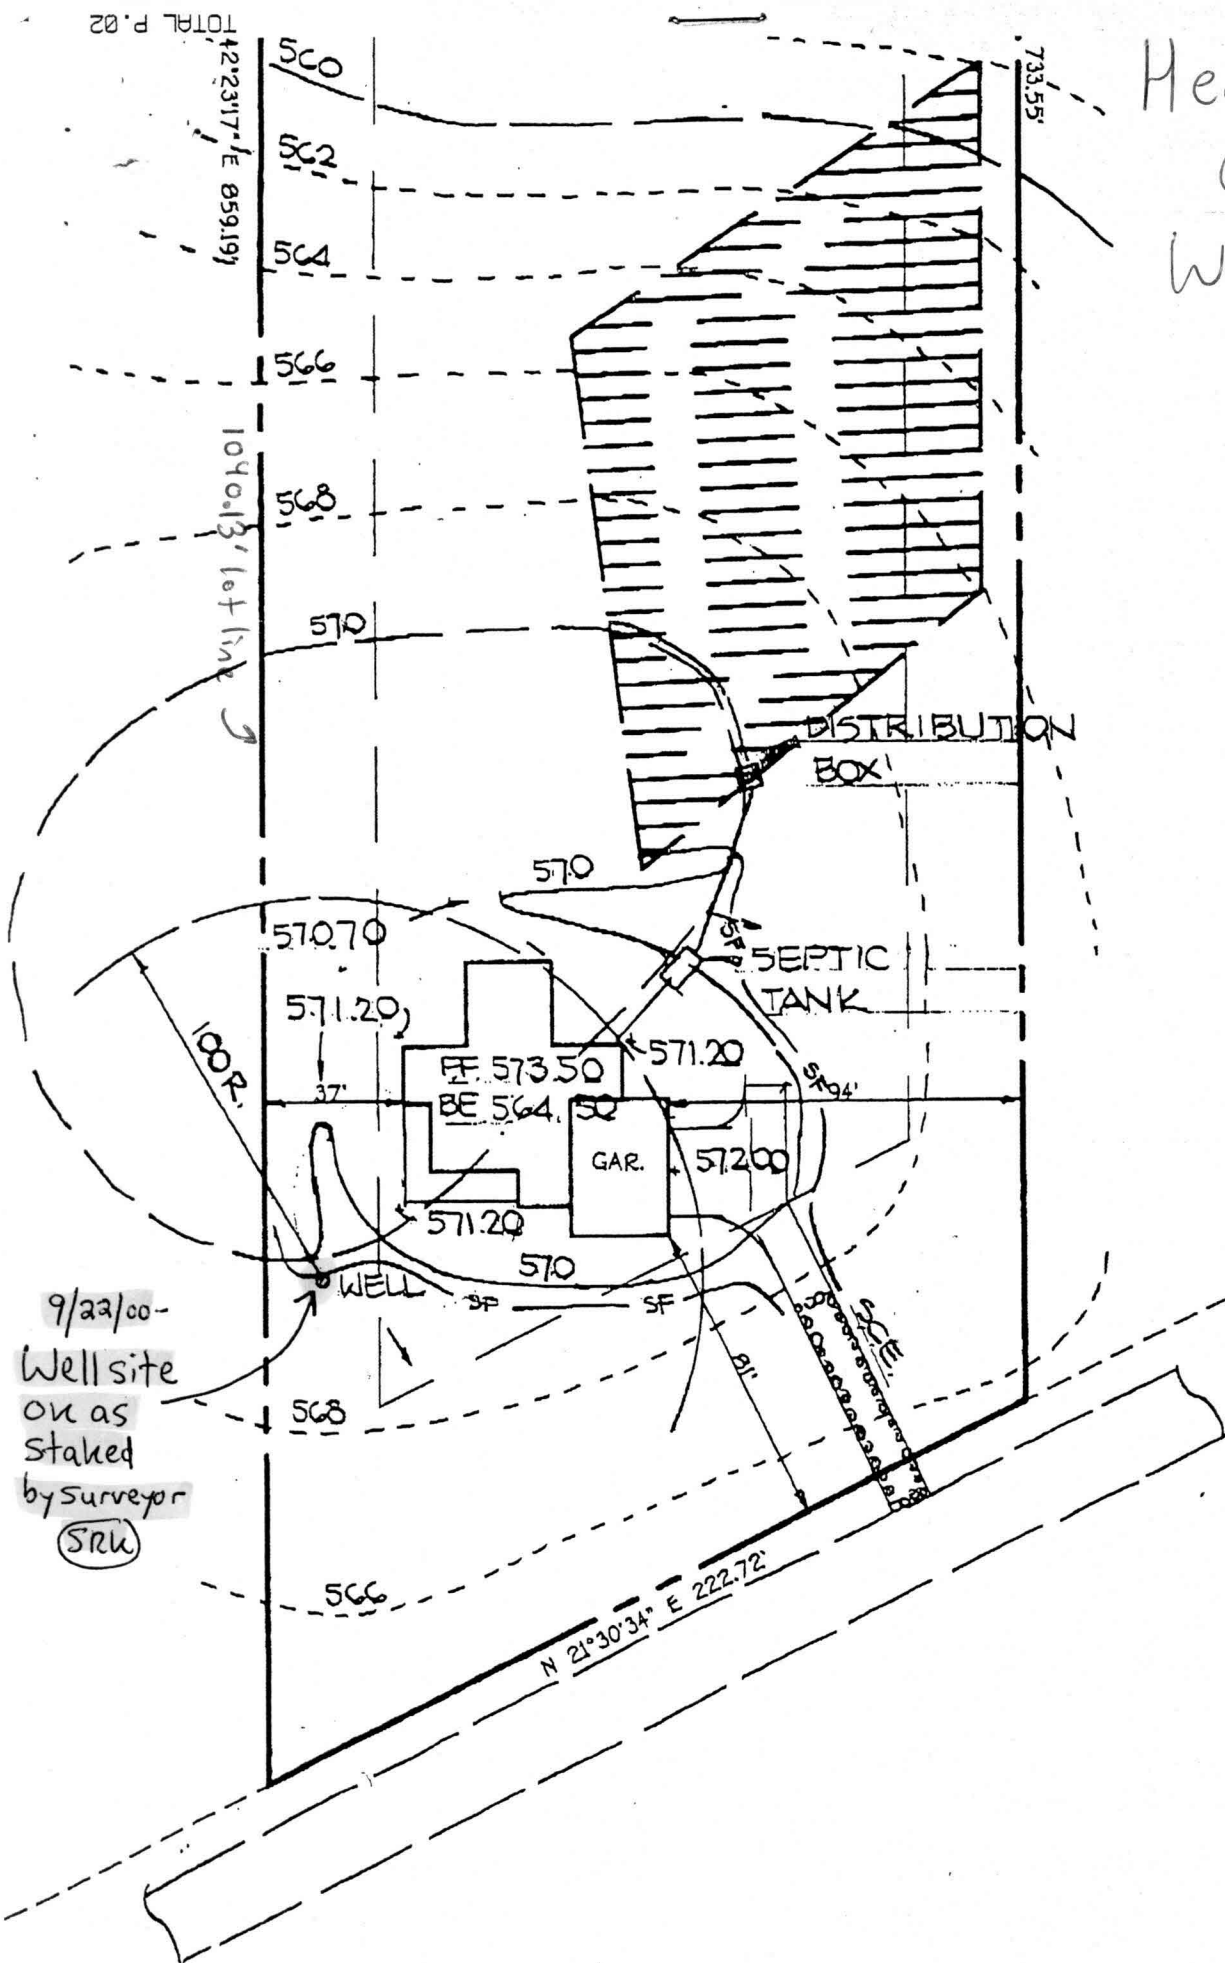 TOTAL P.02
560
733.55'
42°23'17" E 859.19'
562
564
566
1090.13' lot line
568
570
DISTRIBUTION
BOX
570
570.70
SF
SEPTIC
TANK
571.20
571.20
100 R.
FF. 573.50
37'
BE 564.50
SF
94'
GAR.
572.00
571.20
570
WELL
SF
SF
9/22/00-
Well site
OK as
Staked
by surveyor
SRK
S.C.E.
81'
568
566
N 21°30'34" E 222.72'